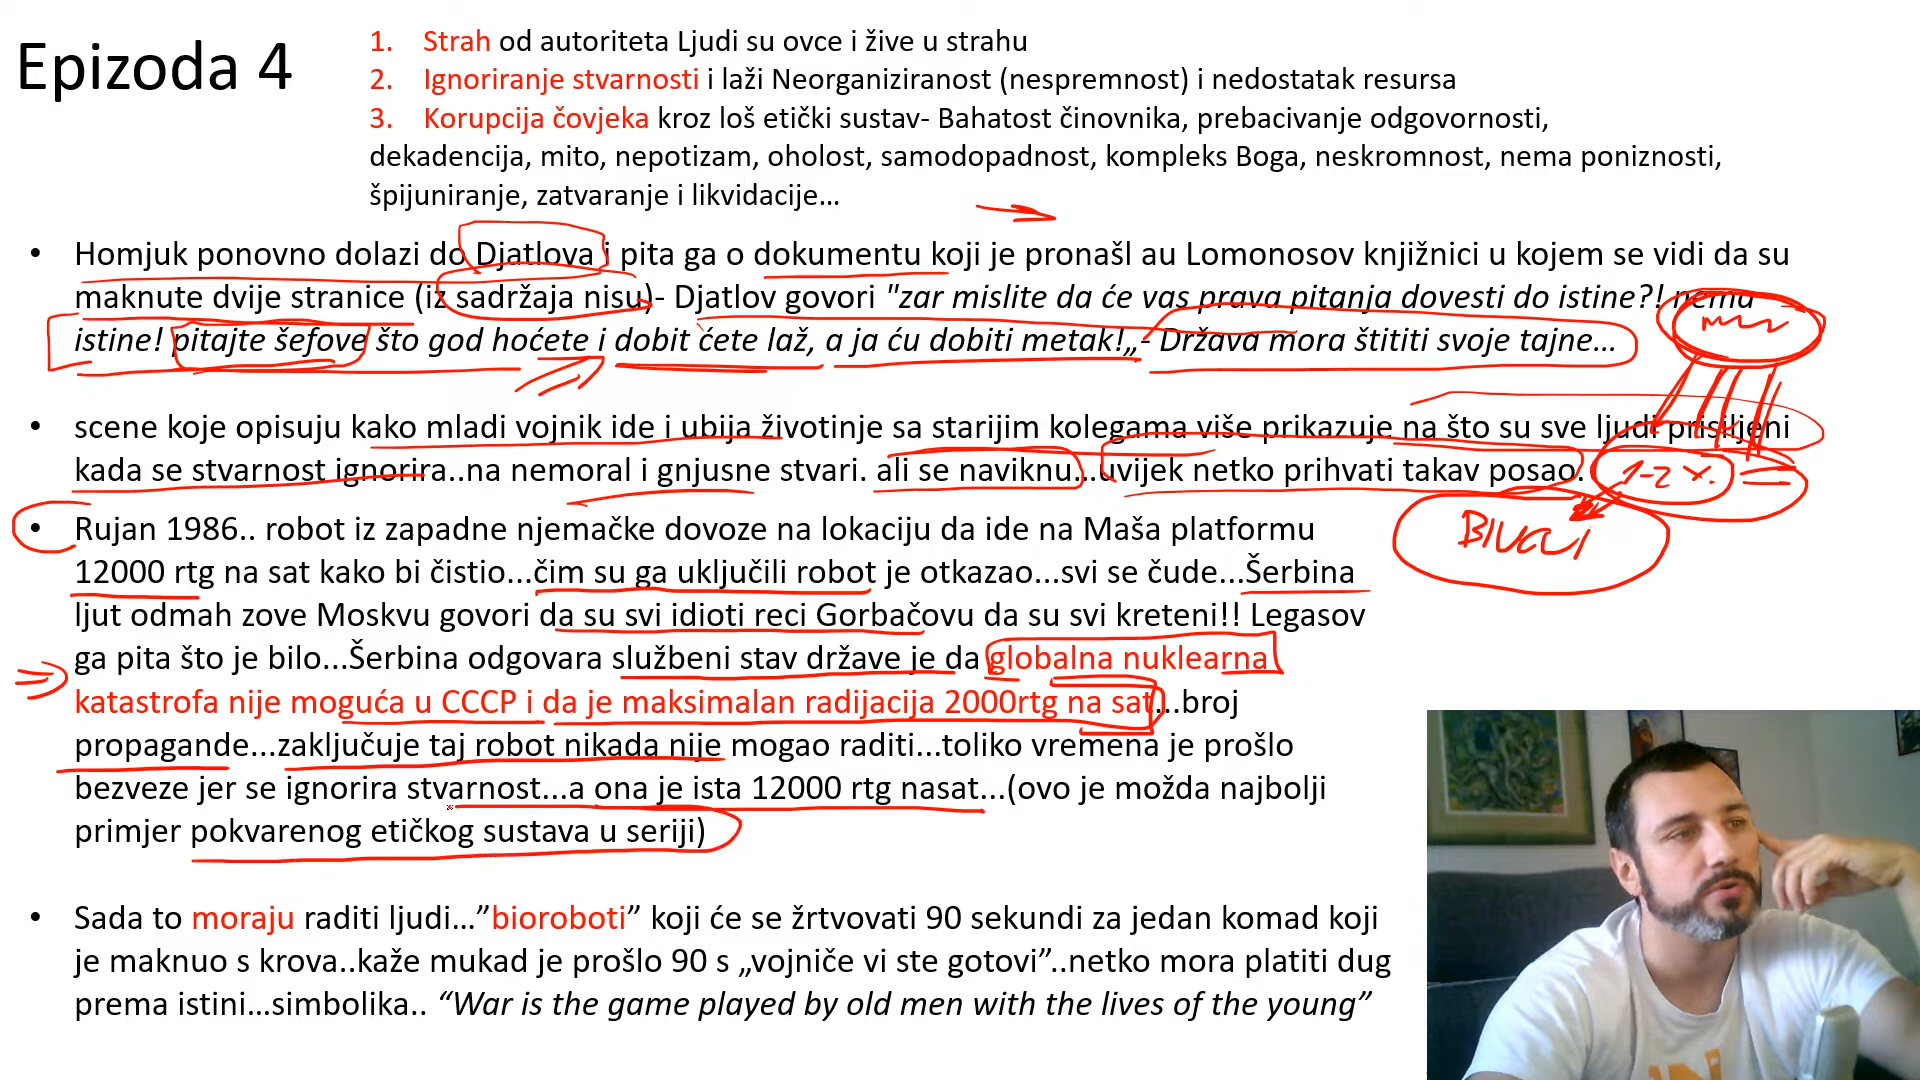 Epizoda 4
1. Strah od autoriteta Ljudi su ovce i žive u strahu
2. Ignoriranje stvarnosti i laži Neorganiziranost (nespremnost) i nedostatak resursa
3. Korupcija čovjeka kroz loš etički sustav- Bahatost činovnika, prebacivanje odgovornosti,
dekadencija, mito, nepotizam, oholost, samodopadnost, kompleks Boga, neskromnost, nema poniznosti,
špijuniranje, zatvaranje i likvidacije...
• Homjuk ponovno dolazi do Djatlova i pita ga o dokumentu koji je pronašl au Lomonosov knjižnici u kojem se vidi da su
maknute dvije stranice (iz sadržaja nisu)- Djatlov govori "zar mislite da će vas prava pitanja dovesti do istine?! nema
istine! pitajte šefove što god hoćete i dobit ćete laž, a ja ću dobiti metak!„- Država mora štititi svoje tajne...
• scene koje opisuju kako mladi vojnik ide i ubija životinje sa starijim kolegama više prikazuje na što su sve ljudi prisiljeni
kada se stvarnost ignorira..na nemoral i gnjusne stvari. ali se naviknu...uvijek netko prihvati takav posao.
1-2 x.
• Rujan 1986.. robot iz zapadne njemačke dovoze na lokaciju da ide na Maša platformu
12000 rtg na sat kako bi čistio...čim su ga uključili robot je otkazao...svi se čude...Šerbina
ljut odmah zove Moskvu govori da su svi idioti reci Gorbačovu da su svi kreteni!! Legasov
ga pita što je bilo...Šerbina odgovara službeni stav države je da globalna nuklearna
katastrofa nije moguća u CCCP i da je maksimalan radijacija 2000rtg na sat...broj
propagande...zaključuje taj robot nikada nije mogao raditi...toliko vremena je prošlo
bezveze jer se ignorira stvarnost...a ona je ista 12000 rtg nasat...(ovo je možda najbolji
primjer pokvarenog etičkog sustava u seriji)
• Sada to moraju raditi ljudi...”bioroboti” koji će se žrtvovati 90 sekundi za jedan komad koji
je maknuo s krova..kaže mukad je prošlo 90 s „vojniče vi ste gotovi”..netko mora platiti dug
prema istini...simbolika.. “War is the game played by old men with the lives of the young”